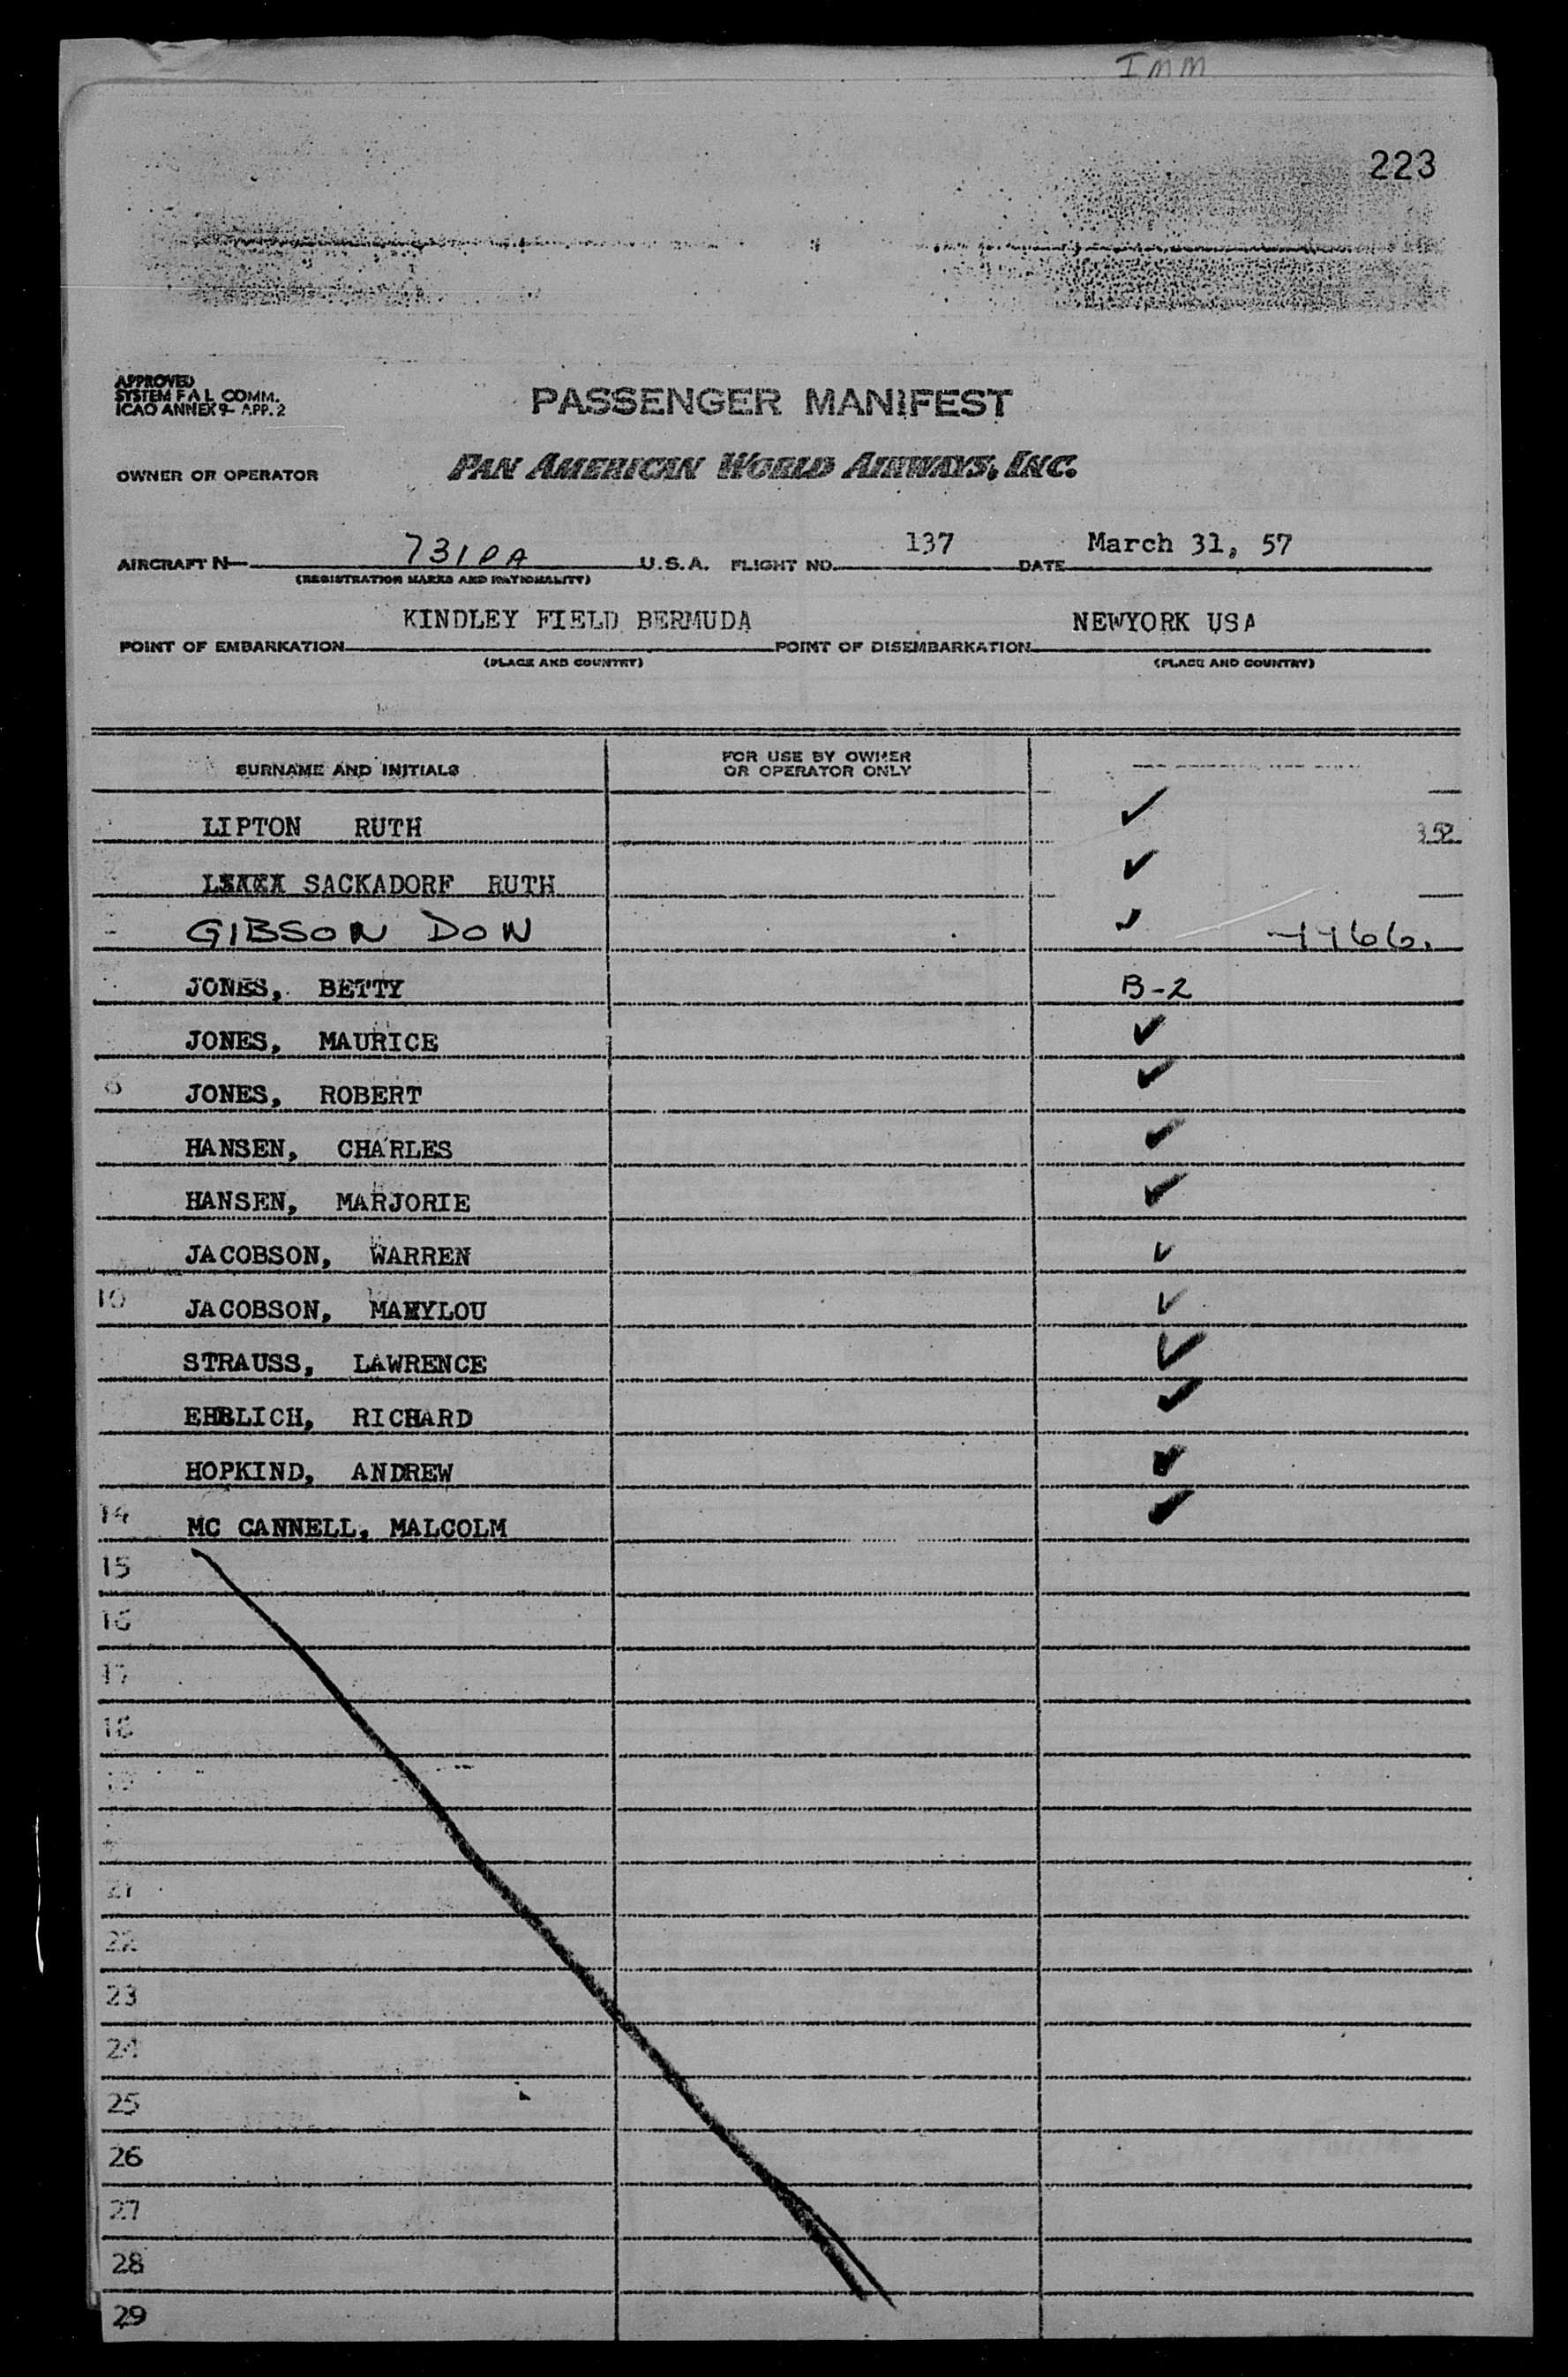 IMM
223
APPROVED
SYSTEM F A L COMM.
ICAO ANNEX 9- APP. 2
PASSENGER MANIFEST
OWNER OR OPERATOR PAN AMERICAN WORLD AIRWAYS, INC.
AIRCRAFT N 731PA U.S.A. FLIGHT NO. 137 DATE March 31, 57
(REGISTRATION MARKS AND NATIONALITY)
KINDLEY FIELD BERMUDA NEWYORK USA
POINT OF EMBARKATION POINT OF DISEMBARKATION
(PLACE AND COUNTRY) (PLACE AND COUNTRY)
SURNAME AND INITIALS FOR USE BY OWNER
OR OPERATOR ONLY
LIPTON RUTH ✓
SACKADORF RUTH ✓
GIBSON DON ✓
JONES, BETTY B-2
JONES, MAURICE ✓
6 JONES, ROBERT ✓
HANSEN, CHARLES ✓
HANSEN, MARJORIE ✓
JACOBSON, WARREN ✓
10 JACOBSON, MARYLOU ✓
STRAUSS, LAWRENCE ✓
EHRLICH, RICHARD ✓
HOPKIND, ANDREW ✓
14 MC CANNELL, MALCOLM ✓
15
16
17
18
21
22
23
24
25
26
27
28
29